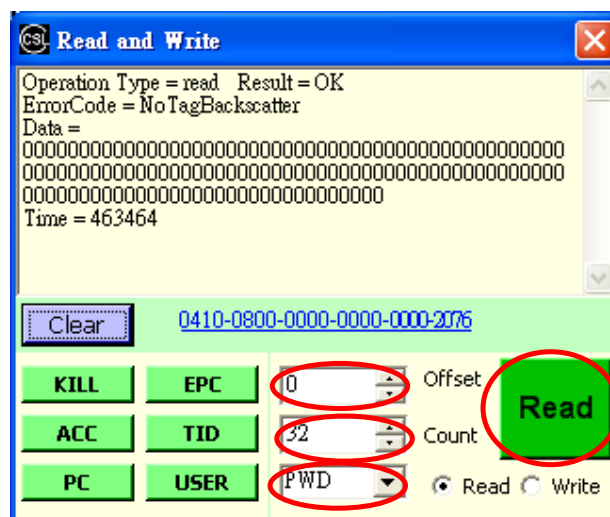 CSL Read and Write
Operation Type = read Result = OK
ErrorCode = NoTagBackscatter
Data =
000000000000000000000000000000000000000000000000
000000000000000000000000000000000000000000000000
00000000000000000000000000000000
Time = 463464
Clear 0410-0800-0000-0000-0000-2076
KILL EPC 0 Offset Read
ACC TID 32 Count
PC USER PWD Read Write